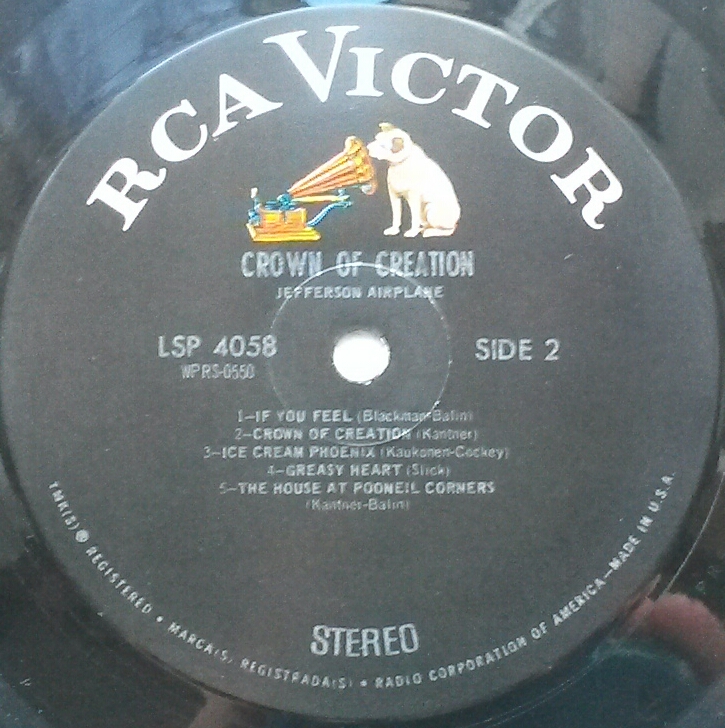 RCA VICTOR
CROWN OF CREATION
JEFFERSON AIRPLANE
LSP 4058
WPRS-0550
SIDE 2
1–IF YOU FEEL (Blackman-Balin)
2–CROWN OF CREATION (Kantner)
3–ICE CREAM PHOENIX (Kaukonen-Cockey)
4–GREASY HEART (Slick)
5–THE HOUSE AT POONEIL CORNERS
(Kantner-Balin)
STEREO
TMK(S) ® REGISTERED • MARCA(S) REGISTRADA(S) • RADIO CORPORATION OF AMERICA–MADE IN U.S.A.